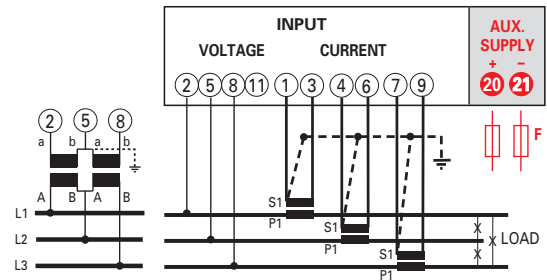 INPUT
AUX.
SUPPLY
VOLTAGE CURRENT
+ −
2 5 8 11 1 3 4 6 7 9 20 21
2 5 8
a b a b
F
A B A B
S1
P1
S1
P1
S1
P1
L1
L2
L3
X
X
X
LOAD